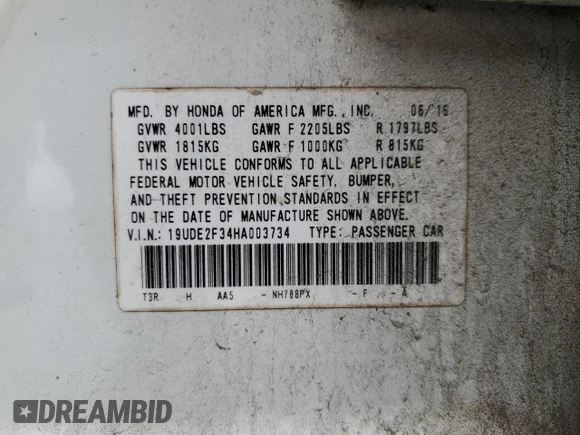 MFD. BY HONDA OF AMERICA MFG., INC. 06/'16
GVWR 4001LBS GAWR F 2205LBS R 1797LBS
GVWR 1815KG GAWR F 1000KG R 815KG
THIS VEHICLE CONFORMS TO ALL APPLICABLE
FEDERAL MOTOR VEHICLE SAFETY, BUMPER,
AND THEFT PREVENTION STANDARDS IN EFFECT
ON THE DATE OF MANUFACTURE SHOWN ABOVE.
V.I.N.: 19UDE2F34HA003734 TYPE: PASSENGER CAR
T3R H AA5 - NH788PX - F - A
DREAMBID